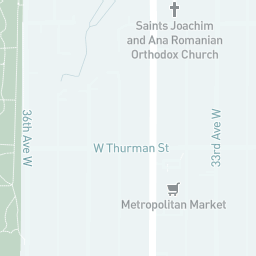 Saints Joachim
and Ana Romanian
Orthodox Church
36th Ave W
33rd Ave W
W Thurman St
Metropolitan Market